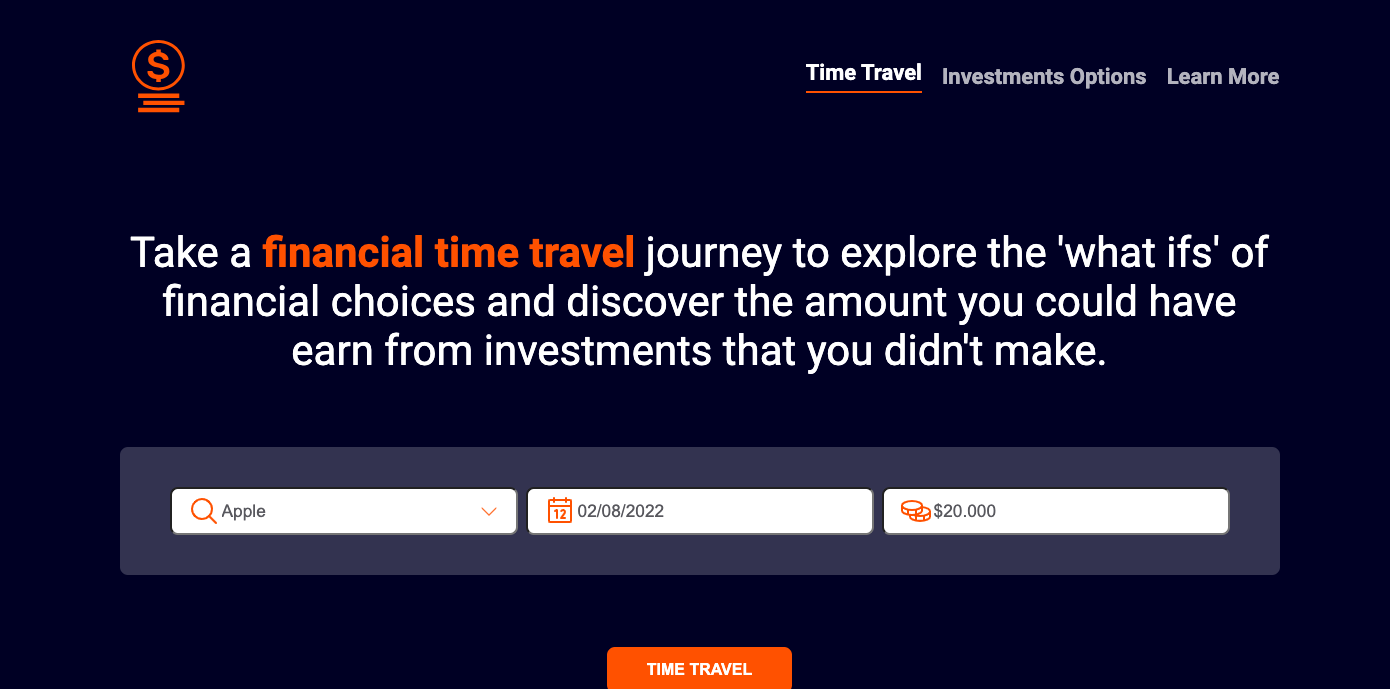 $
Time Travel Investments Options Learn More
Take a financial time travel journey to explore the 'what ifs' of
financial choices and discover the amount you could have
earn from investments that you didn't make.
Apple 12 02/08/2022 $20.000
TIME TRAVEL